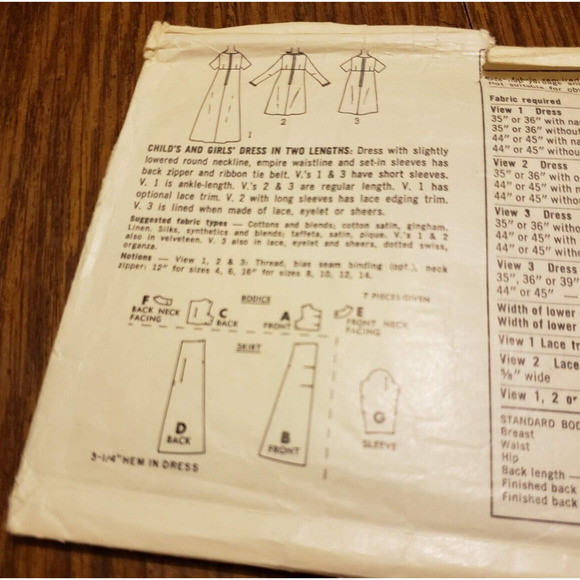 1
2
3
CHILD'S AND GIRLS' DRESS IN TWO LENGTHS: Dress with slightly
lowered round neckline, empire waistline and set-in sleeves has
back zipper and ribbon tie belt. V.'s 1 & 3 have short sleeves.
V. 1 is ankle-length. V.'s 2 & 3 are regular length. V. 1 has
optional lace trim. V. 2 with long sleeves has lace edging trim.
V. 3 is lined when made of lace, eyelet or sheers.
Suggested fabric types — Cottons and blends; cotton satin, gingham,
Linen. Silks, synthetics and blends; taffeta, satin, pique. V.'s 1 & 2
also in velveteen. V. 3 also in lace, eyelet and sheers, dotted swiss,
organza.
Notions — View 1, 2 & 3: Thread, bias seam binding (opt.), neck
zipper: 12" for sizes 4, 6, 16" for sizes 8, 10, 12, 14.
BODICE
7 PIECES GIVEN
F
BACK NECK
FACING
C
BACK
A
FRONT
E
FRONT NECK
FACING
SKIRT
D
BACK
B
FRONT
G
SLEEVE
3-1/4" HEM IN DRESS
not suitable for
Fabric required
View 1 Dress
35" or 36" with
35" or 36" without
44" or 45" with
44" or 45" without
View 2 Dress
35" or 36" with
44" or 45" with
44" or 45" without
View 3 Dress
35" or 36"
44" or 45" with
44" or 45" without
View 3 Dress
35", 36" or 39"
44" or 45" —
Width of lower
Width of lower
View 1 Lace
View 2 Lace
5/8" wide
View 1, 2 or
STANDARD
Breast
Waist
Hip
Back length —
Finished back
Finished back